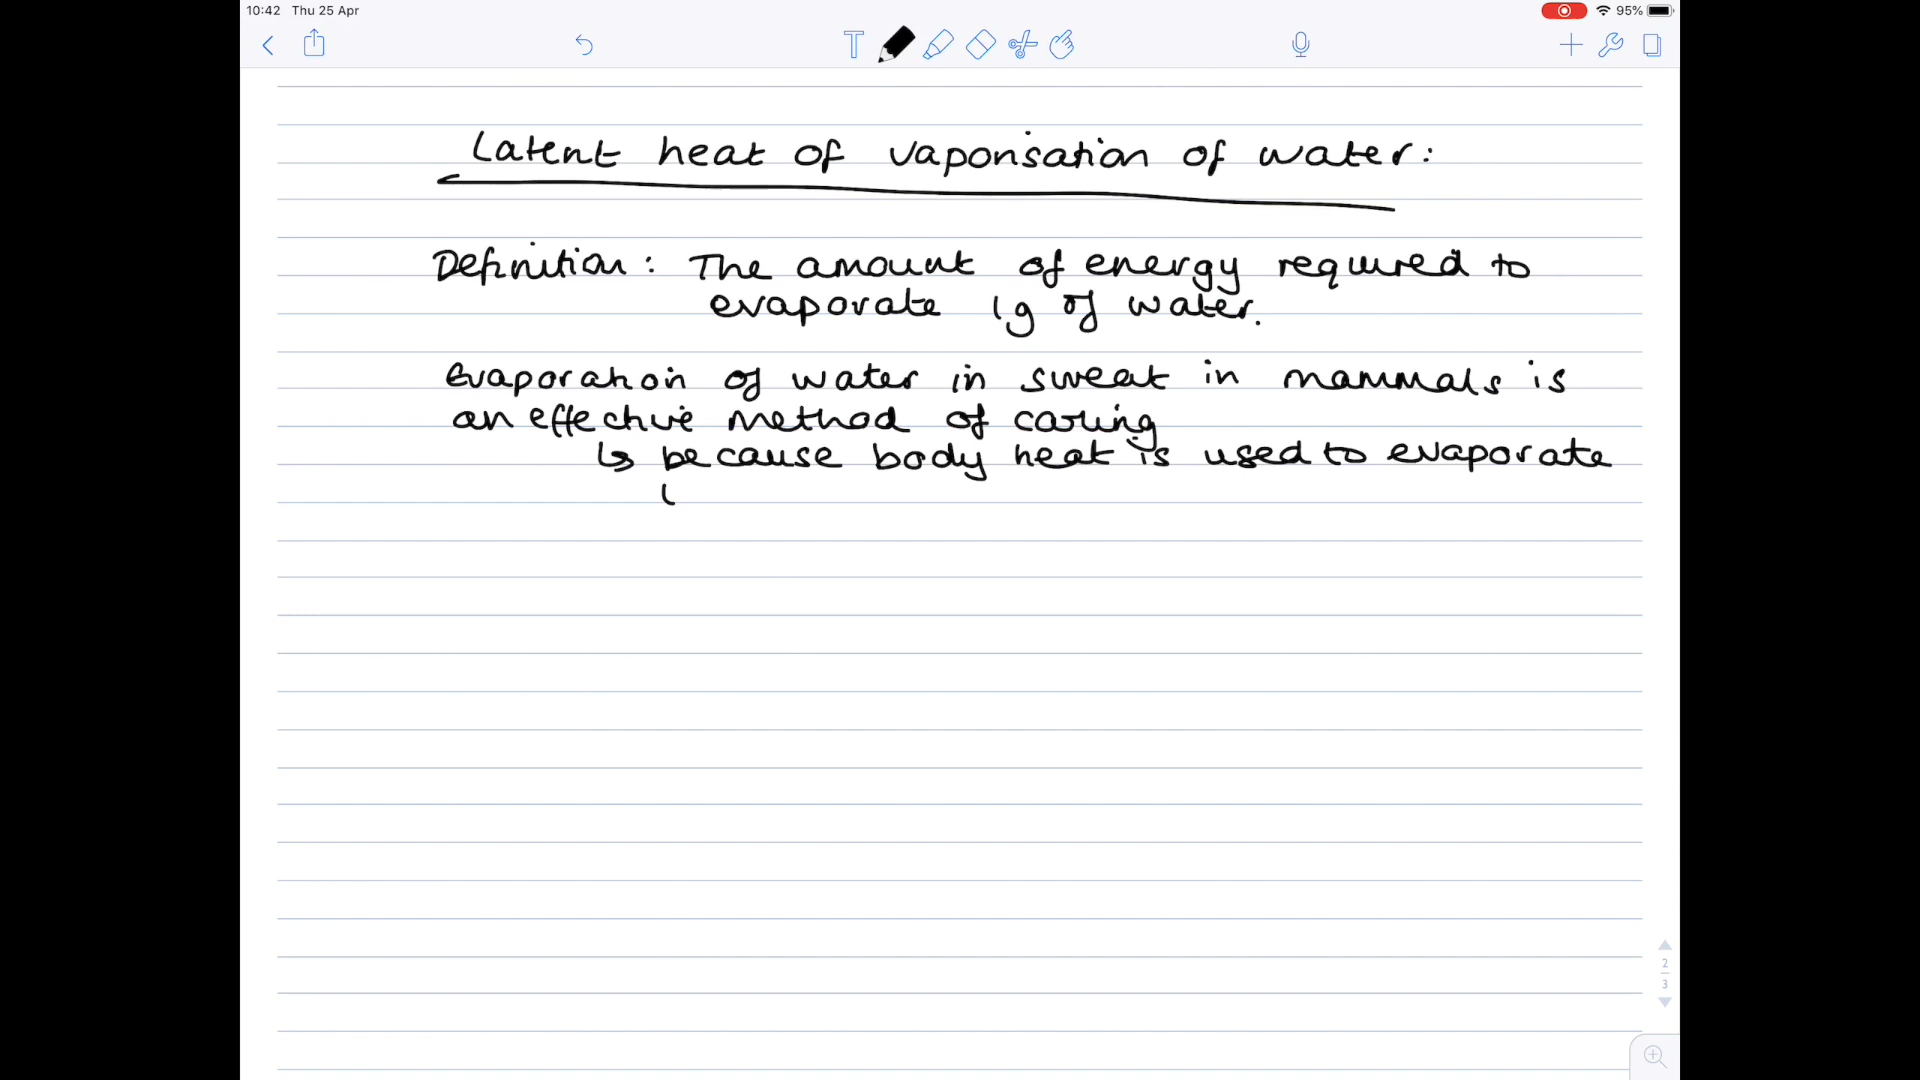 10:42 Thu 25 Apr 95%
Latent heat of vaporisation of water:
Definition: The amount of energy required to
evaporate 1g of water.
Evaporation of water in sweat in mammals is
an effective method of cooling
↳ because body heat is used to evaporate
2
3